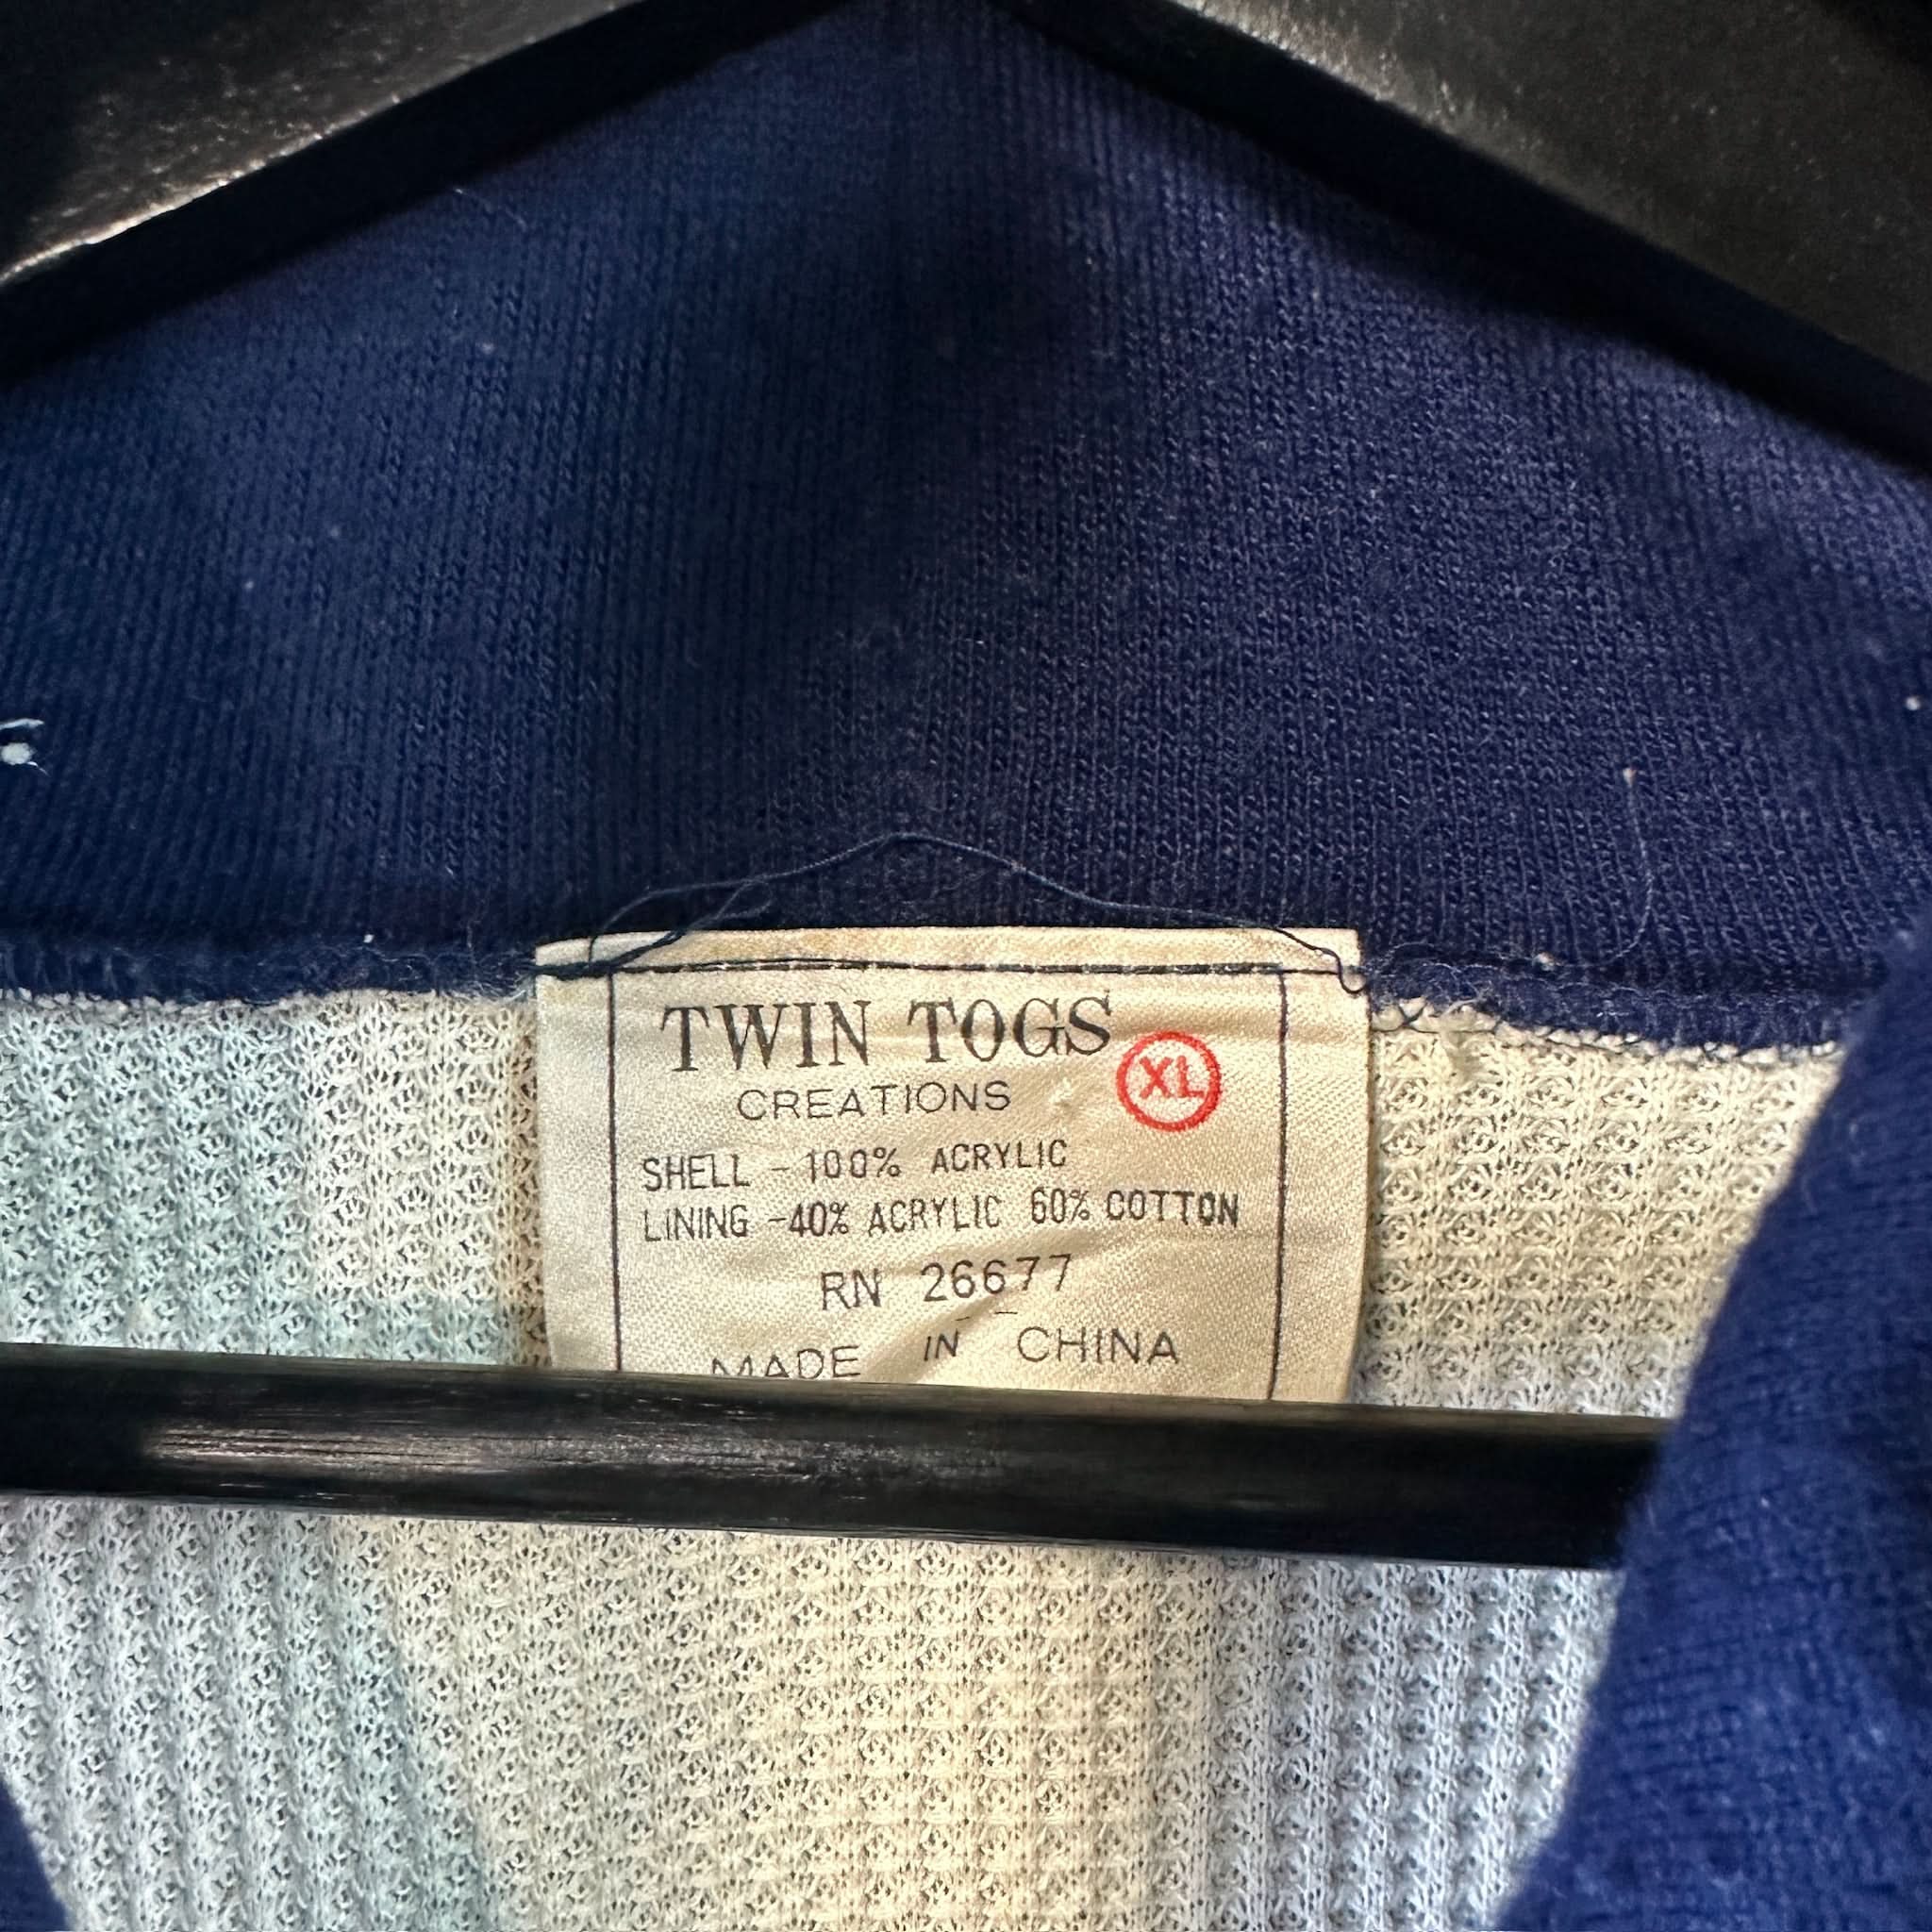 TWIN TOGS
XL
CREATIONS
SHELL - 100% ACRYLIC
LINING -40% ACRYLIC 60% COTTON
RN 26677
MADE IN CHINA